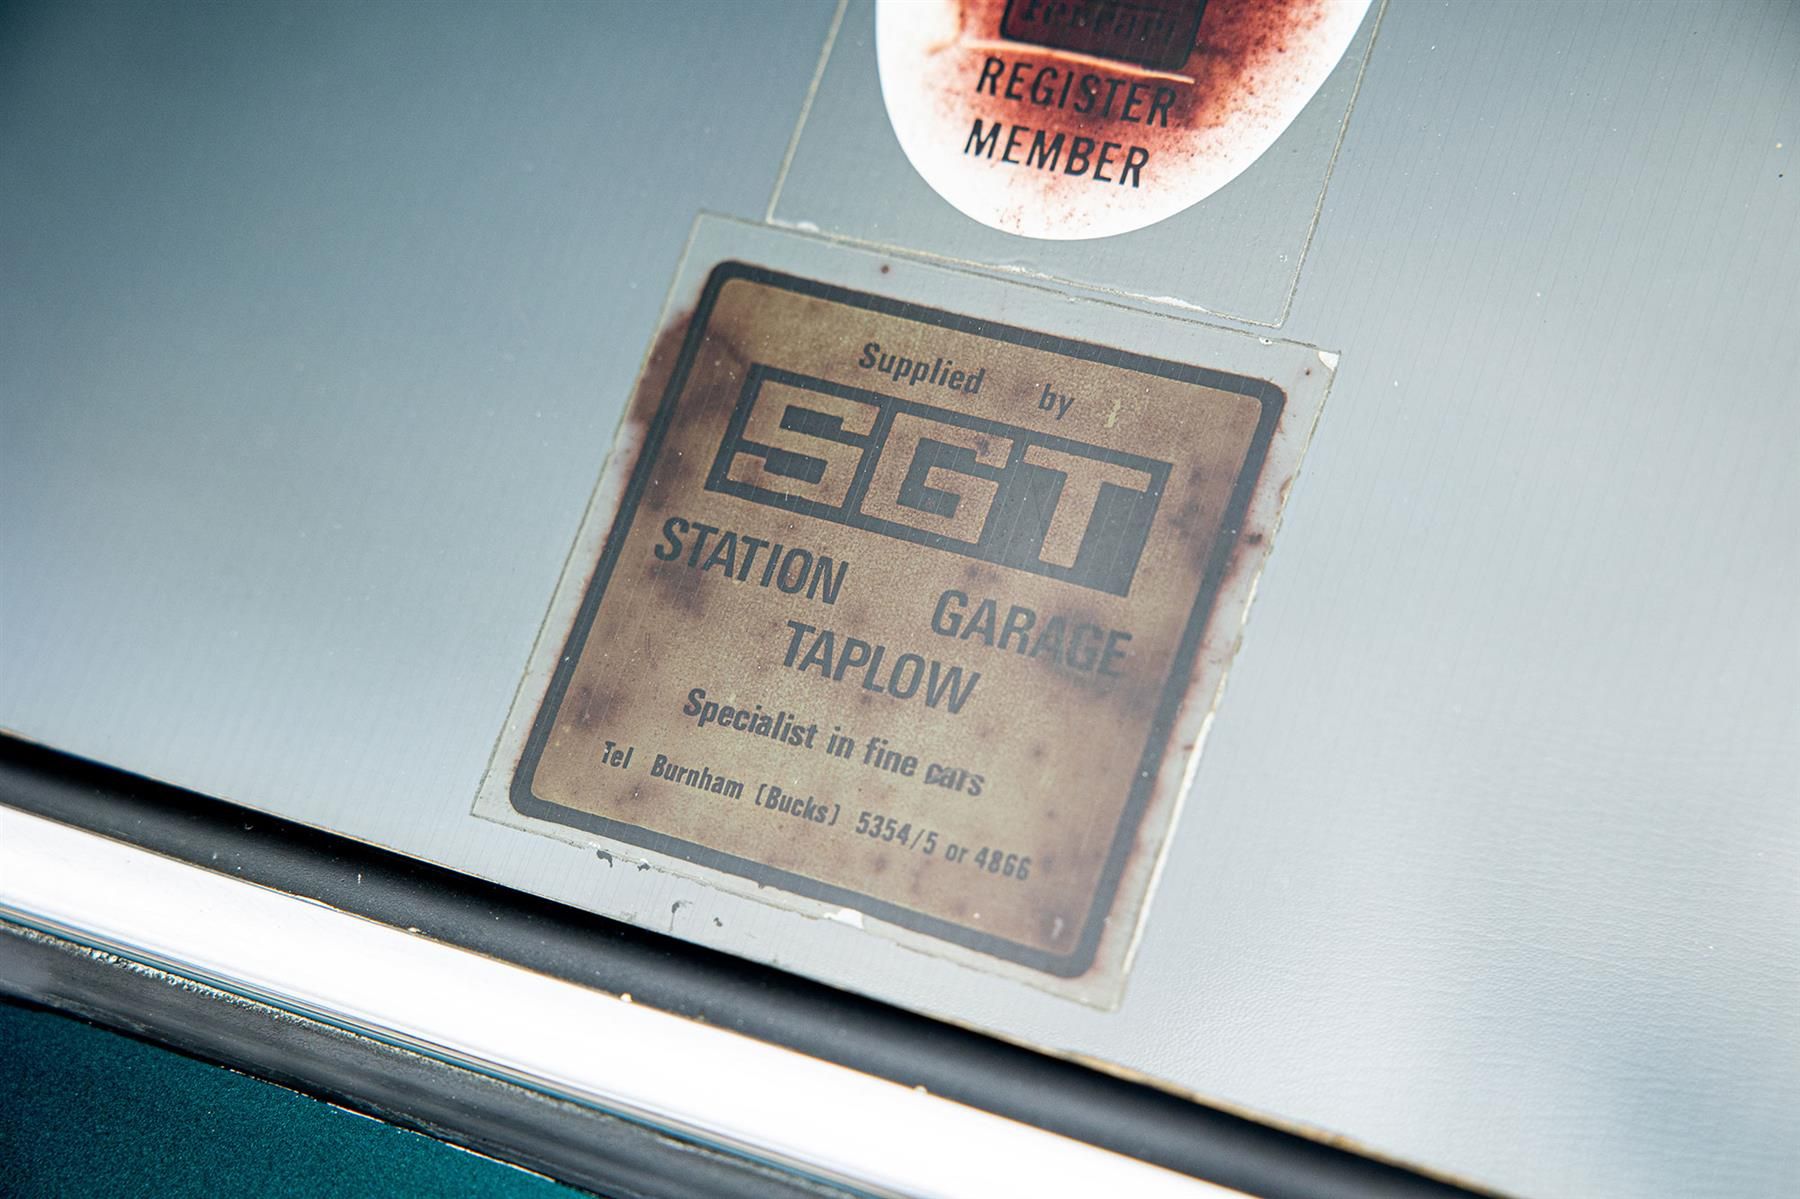 REGISTER
MEMBER
Supplied by
SGT
STATION GARAGE
TAPLOW
Specialist in fine cars
Tel Burnham (Bucks) 5354/5 or 4866